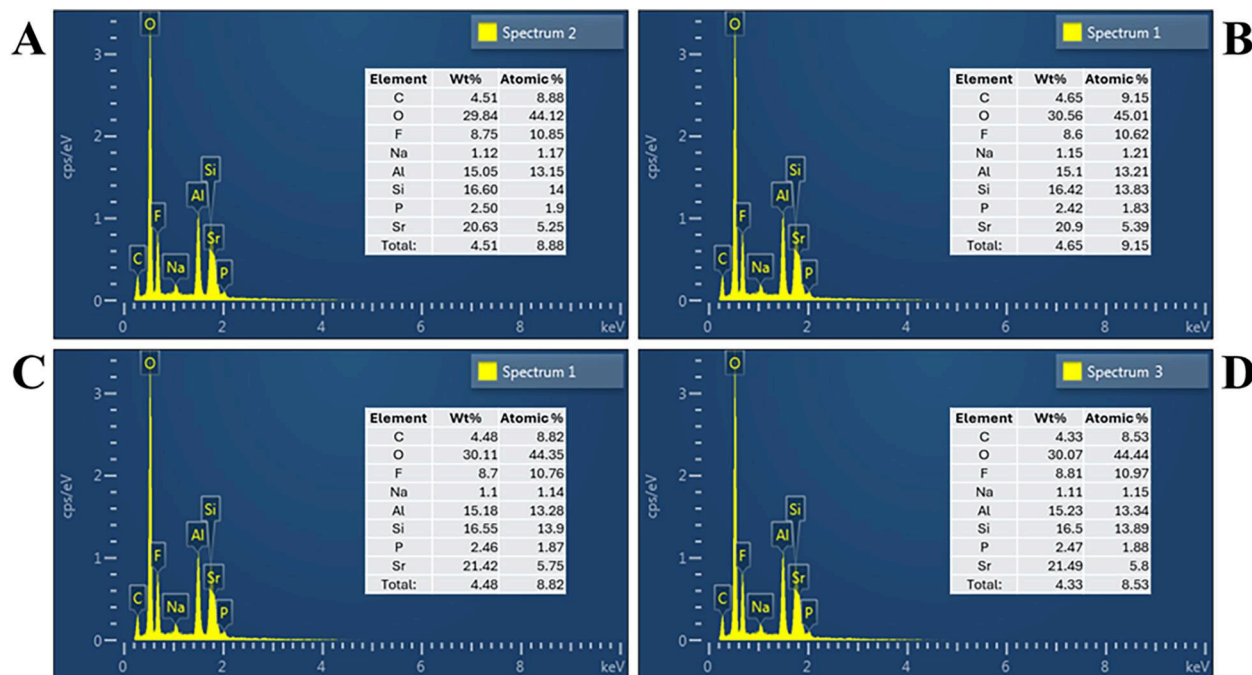 A
Spectrum 2
cps/eV
3
2
1
0
O
F
C
Na
Al
Si
Sr
P
Element Wt% Atomic %
C 4.51 8.88
O 29.84 44.12
F 8.75 10.85
Na 1.12 1.17
Al 15.05 13.15
Si 16.60 14
P 2.50 1.9
Sr 20.63 5.25
Total: 4.51 8.88
0 2 4 6 8 keV
B
Spectrum 1
cps/eV
3
2
1
0
O
F
C
Na
Al
Si
Sr
P
Element Wt% Atomic %
C 4.65 9.15
O 30.56 45.01
F 8.6 10.62
Na 1.15 1.21
Al 15.1 13.21
Si 16.42 13.83
P 2.42 1.83
Sr 20.9 5.39
Total: 4.65 9.15
0 2 4 6 8 keV
C
Spectrum 1
cps/eV
3
2
1
0
O
F
C
Na
Al
Si
Sr
P
Element Wt% Atomic %
C 4.48 8.82
O 30.11 44.35
F 8.7 10.76
Na 1.1 1.14
Al 15.18 13.28
Si 16.55 13.9
P 2.46 1.87
Sr 21.42 5.75
Total: 4.48 8.82
0 2 4 6 8 keV
D
Spectrum 3
cps/eV
3
2
1
0
O
F
C
Na
Al
Si
Sr
P
Element Wt% Atomic %
C 4.33 8.53
O 30.07 44.44
F 8.81 10.97
Na 1.11 1.15
Al 15.23 13.34
Si 16.5 13.89
P 2.47 1.88
Sr 21.49 5.8
Total: 4.33 8.53
0 2 4 6 8 keV